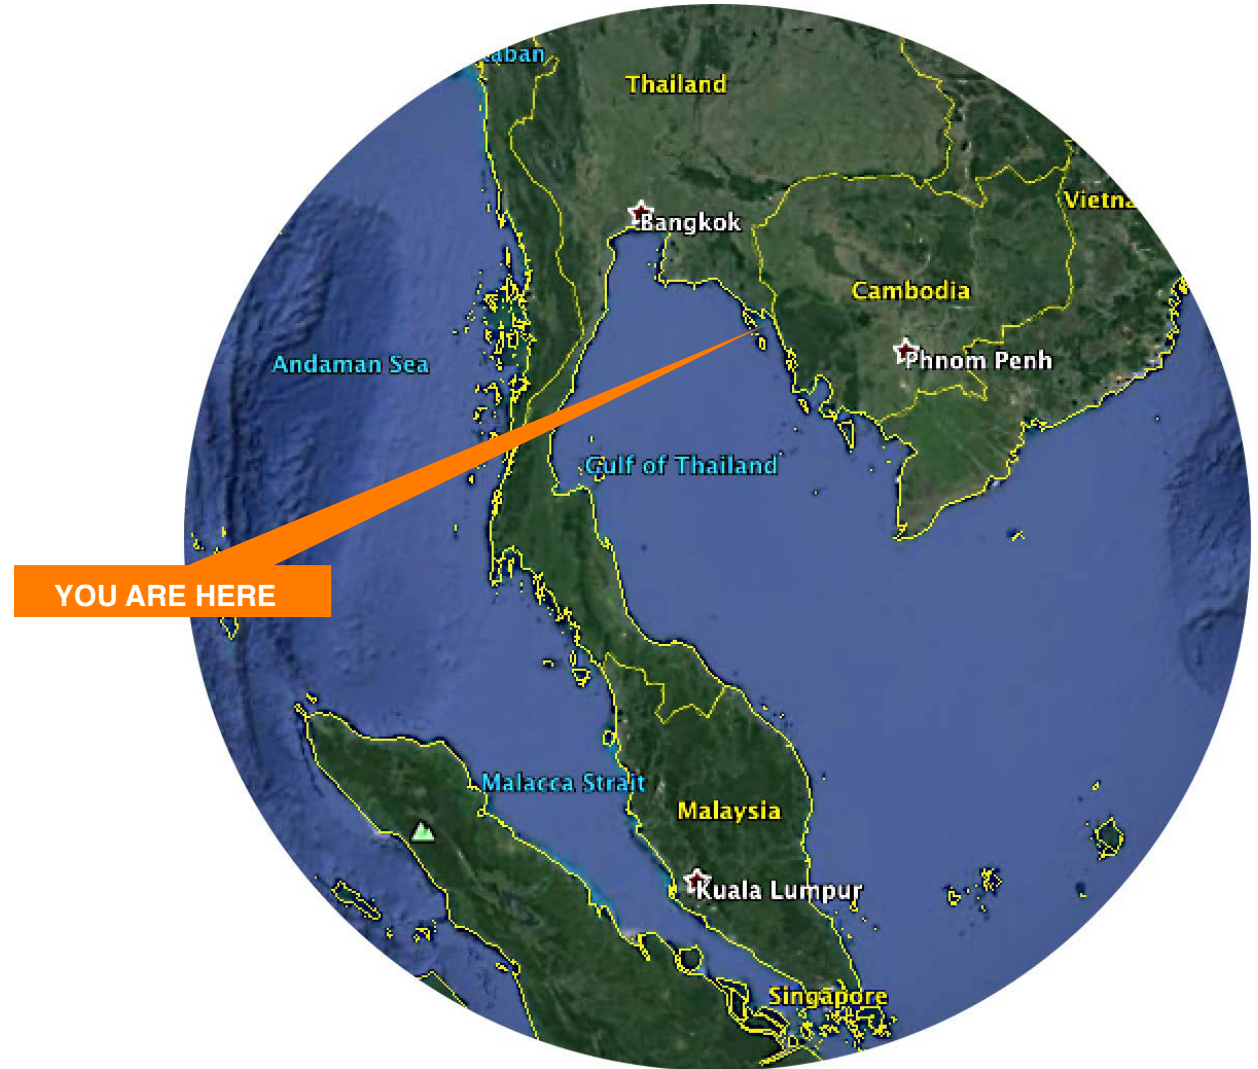 aban
Thailand
Vietna
Bangkok
Cambodia
Phnom Penh
Andaman Sea
Gulf of Thailand
YOU ARE HERE
Malacca Strait
Malaysia
Kuala Lumpur
Singapore